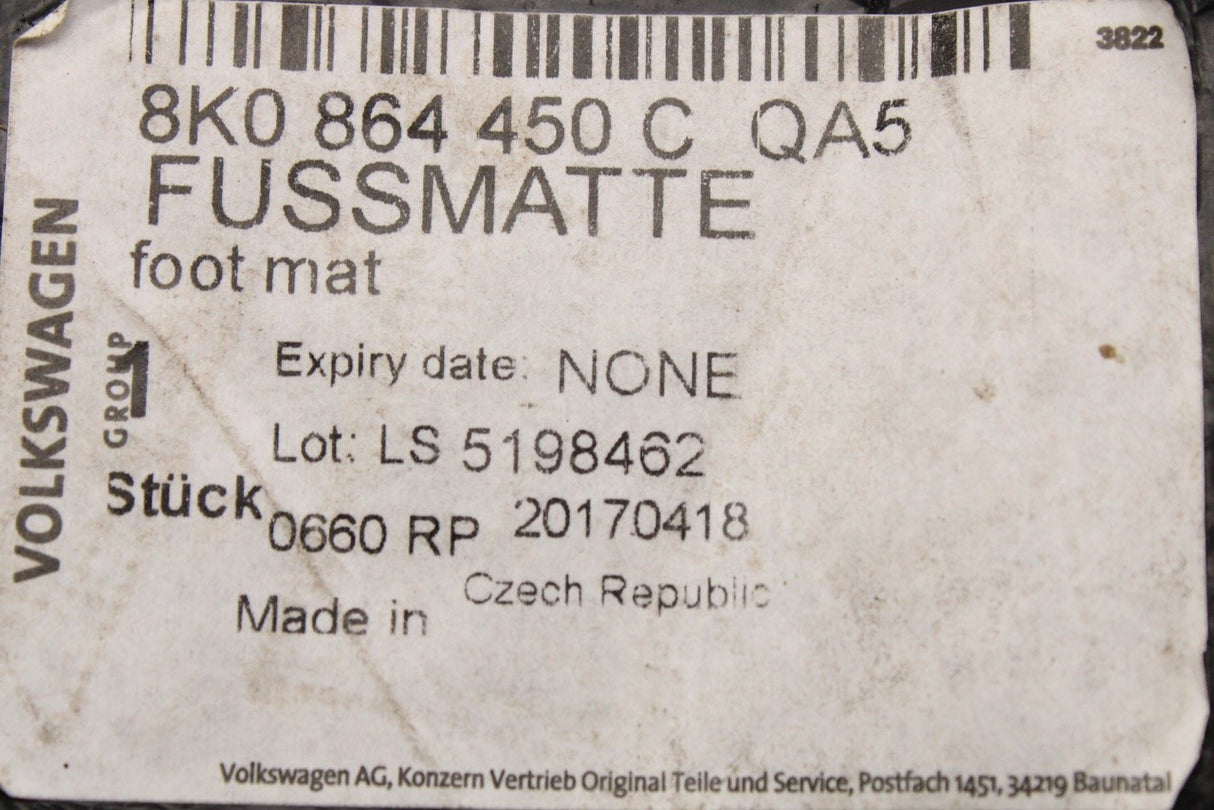 3822
8K0 864 450 C QA5
FUSSMATTE
foot mat
VOLKSWAGEN
GROUP
1
Stück
Expiry date: NONE
Lot: LS 5198462
0660 RP 20170418
Made in Czech Republic
Volkswagen AG, Konzern Vertrieb Original Teile und Service, Postfach 1451, 34219 Baunatal